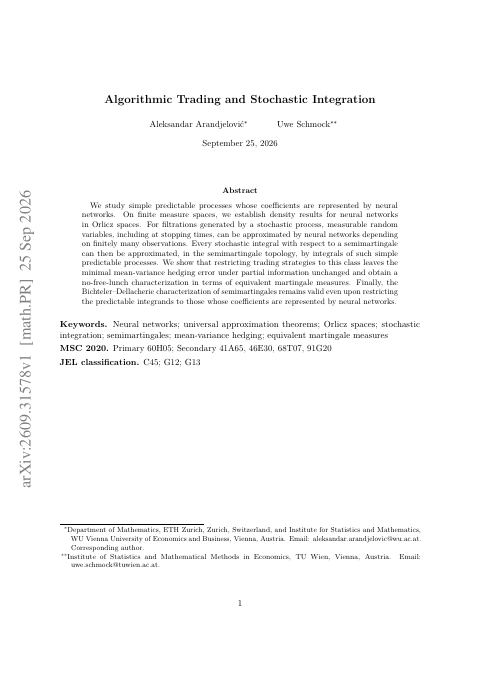 Algorithmic Trading and Stochastic Integration
Aleksandar Arandjelović* Uwe Schmock**
September 25, 2026
Abstract
We study simple predictable processes whose coefficients are represented by neural
networks. On finite measure spaces, we establish density results for neural networks
in Orlicz spaces. For filtrations generated by a stochastic process, measurable random
variables, including at stopping times, can be approximated by neural networks depending
on finitely many observations. Every stochastic integral with respect to a semimartingale
can then be approximated, in the semimartingale topology, by integrals of such simple
predictable processes. We show that restricting trading strategies to this class leaves the
minimal mean-variance hedging error under partial information unchanged and obtain a
no-free-lunch characterization in terms of equivalent martingale measures. Finally, the
Bichteler–Dellacherie characterization of semimartingales remains valid even upon restricting
the predictable integrands to those whose coefficients are represented by neural networks.
Keywords. Neural networks; universal approximation theorems; Orlicz spaces; stochastic
integration; semimartingales; mean-variance hedging; equivalent martingale measures
MSC 2020. Primary 60H05; Secondary 41A65, 46E30, 68T07, 91G20
JEL classification. C45; G12; G13
arXiv:2609.31578v1 [math.PR] 25 Sep 2026
*Department of Mathematics, ETH Zurich, Zurich, Switzerland, and Institute for Statistics and Mathematics,
WU Vienna University of Economics and Business, Vienna, Austria. Email: aleksandar.arandjelovic@wu.ac.at.
Corresponding author.
**Institute of Statistics and Mathematical Methods in Economics, TU Wien, Vienna, Austria. Email:
uwe.schmock@tuwien.ac.at.
1